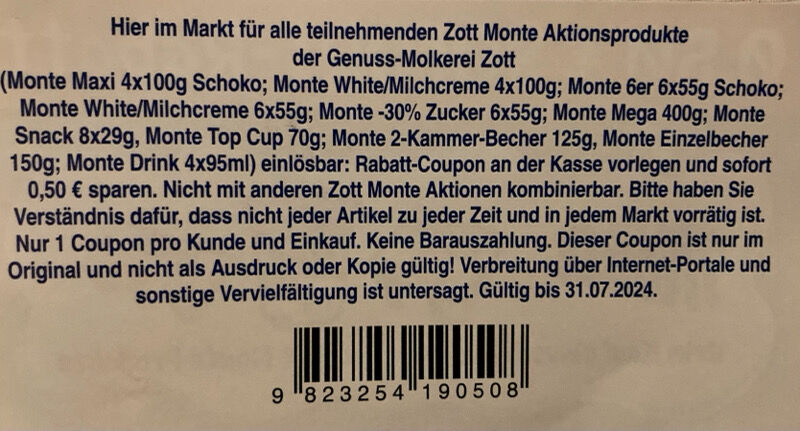 Hier im Markt für alle teilnehmenden Zott Monte Aktionsprodukte
der Genuss-Molkerei Zott
(Monte Maxi 4x100g Schoko; Monte White/Milchcreme 4x100g; Monte 6er 6x55g Schoko;
Monte White/Milchcreme 6x55g; Monte -30% Zucker 6x55g; Monte Mega 400g; Monte
Snack 8x29g, Monte Top Cup 70g; Monte 2-Kammer-Becher 125g, Monte Einzelbecher
150g; Monte Drink 4x95ml) einlösbar: Rabatt-Coupon an der Kasse vorlegen und sofort
0,50 € sparen. Nicht mit anderen Zott Monte Aktionen kombinierbar. Bitte haben Sie
Verständnis dafür, dass nicht jeder Artikel zu jeder Zeit und in jedem Markt vorrätig ist.
Nur 1 Coupon pro Kunde und Einkauf. Keine Barauszahlung. Dieser Coupon ist nur im
Original und nicht als Ausdruck oder Kopie gültig! Verbreitung über Internet-Portale und
sonstige Vervielfältigung ist untersagt. Gültig bis 31.07.2024.
9 823254 190508